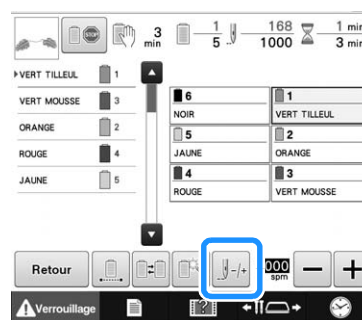 3 min
1 5
168 1000
1 min
3 min
VERT TILLEUL 1
VERT MOUSSE 3
ORANGE 2
ROUGE 4
JAUNE 5
6 NOIR
1 VERT TILLEUL
5 JAUNE
2 ORANGE
4 ROUGE
3 VERT MOUSSE
Retour
-/+
spm
− +
Verrouillage
?